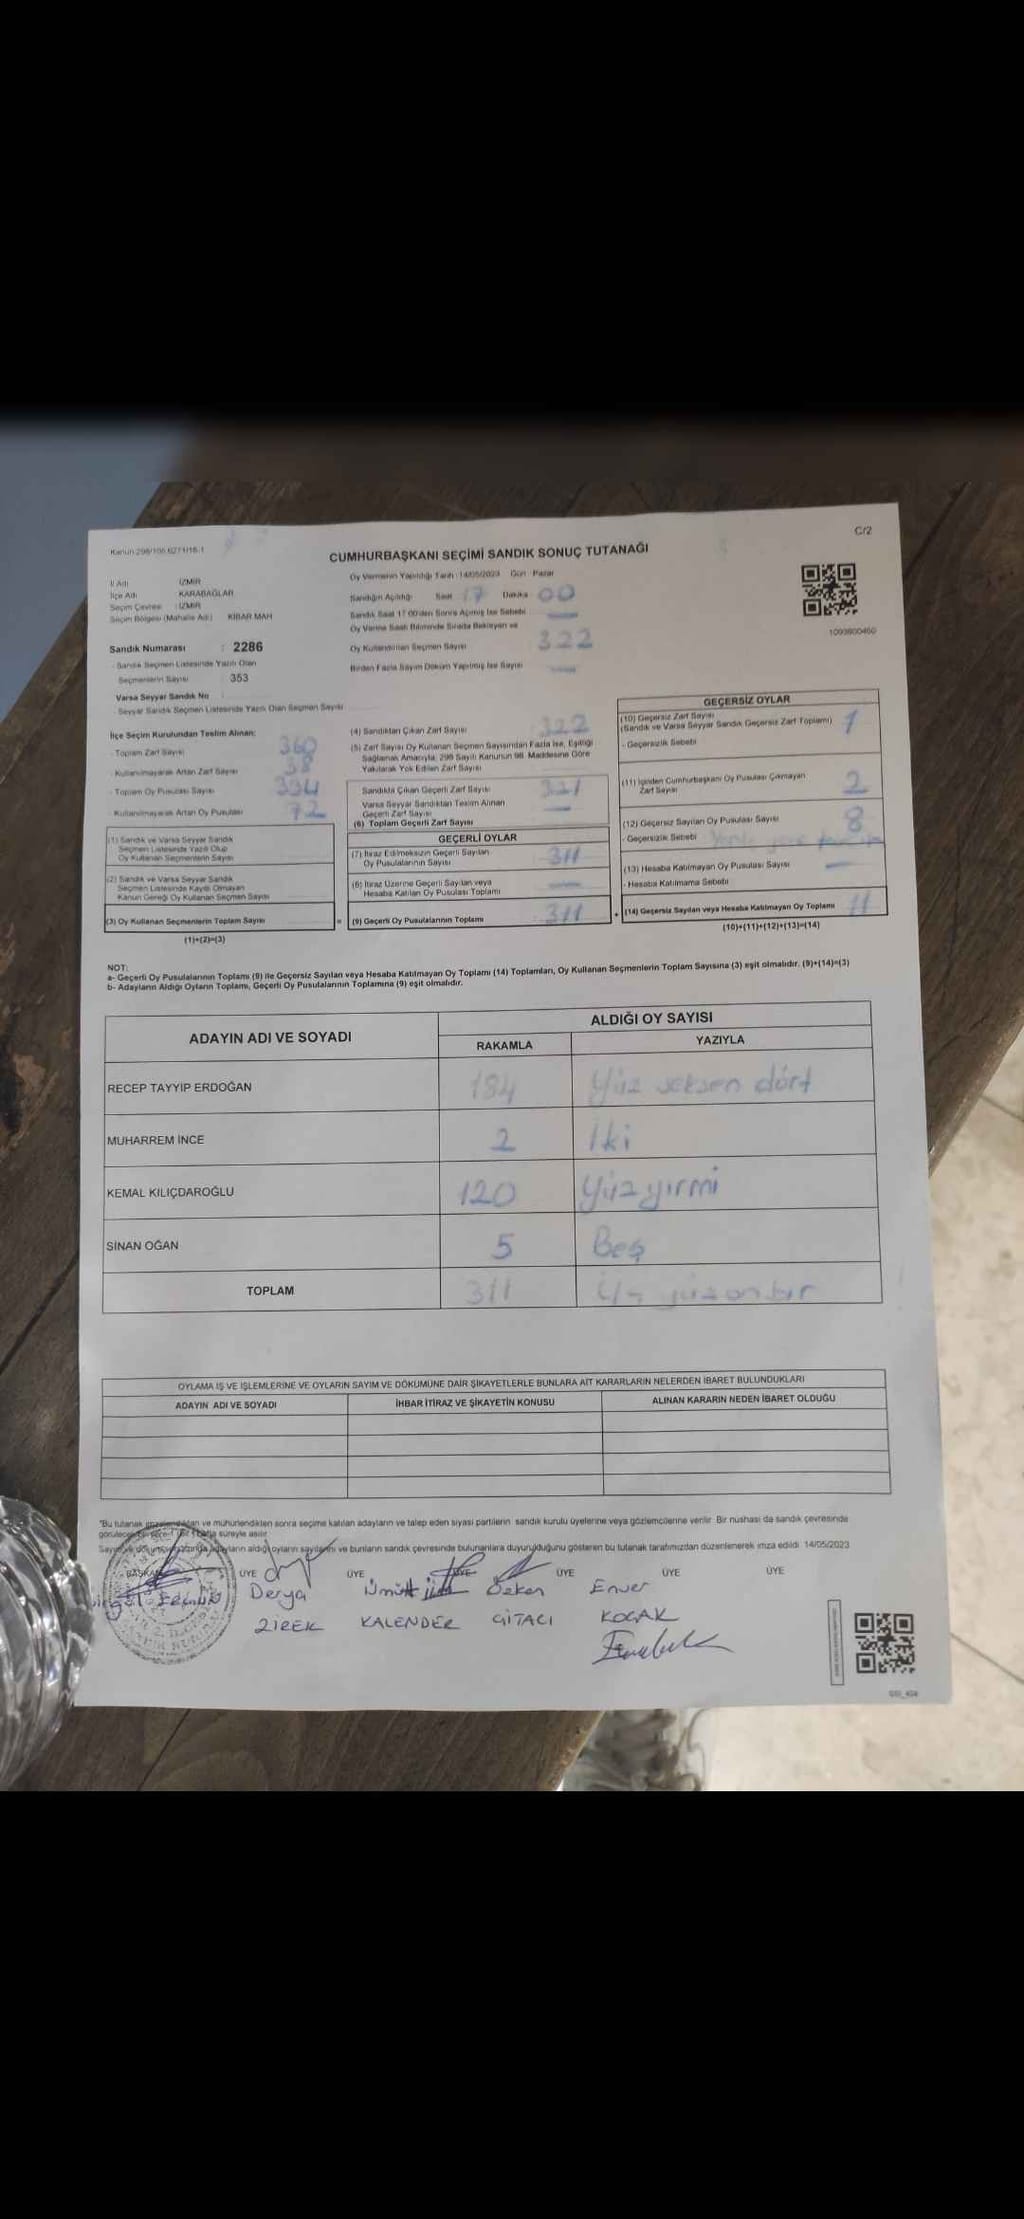 C/2
Kanun 298/105 6271/16-1
CUMHURBAŞKANI SEÇİMİ SANDIK SONUÇ TUTANAĞI
İl Adı İZMİR
İlçe Adı KARABAĞLAR
Seçim Çevresi : İZMİR
Seçim Bölgesi (Mahalle Adı) KİBAR MAH
Oy Vermenin Yapıldığı Tarih : 14/05/2023 Gün Pazar
Sandığın Açıldığı Saat 17 Dakika 00
Sandık Saat 17:00'den Sonra Açılmış İse Sebebi
Oy Verme Saati Bitiminde Sırada Bekleyen ve
Oy Kullandırılan Seçmen Sayısı 322
Birden Fazla Sayım Döküm Yapılmış İse Sayısı
1093600460
Sandık Numarası : 2286
- Sandık Seçmen Listesinde Yazılı Olan
Seçmenlerin Sayısı 353
Varsa Seyyar Sandık No
- Seyyar Sandık Seçmen Listesinde Yazılı Olan Seçmen Sayısı
İlçe Seçim Kurulundan Teslim Alınan:
- Toplam Zarf Sayısı 360
- Kullanılmayarak Artan Zarf Sayısı 38
- Toplam Oy Pusulası Sayısı
- Kullanılmayarak Artan Oy Pusulası 72
(1) Sandık ve Varsa Seyyar Sandık
Seçmen Listesinde Yazılı Olup
Oy Kullanan Seçmenlerin Sayısı
(2) Sandık ve Varsa Seyyar Sandık
Seçmen Listesinde Kayıtlı Olmayan
Kanun Gereği Oy Kullanan Seçmen Sayısı
(3) Oy Kullanan Seçmenlerin Toplam Sayısı
(1)+(2)=(3)
(4) Sandıktan Çıkan Zarf Sayısı 322
(5) Zarf Sayısı Oy Kullanan Seçmen Sayısından Fazla İse, Eşitliği
Sağlamak Amacıyla, 298 Sayılı Kanunun 98. Maddesine Göre
Yakılarak Yok Edilen Zarf Sayısı
Sandıkta Çıkan Geçerli Zarf Sayısı 321
Varsa Seyyar Sandıktan Teslim Alınan
Geçerli Zarf Sayısı
(6) Toplam Geçerli Zarf Sayısı
GEÇERLİ OYLAR
(7) İtiraz Edilmeksizin Geçerli Sayılan
Oy Pusulalarının Sayısı 311
(8) İtiraz Üzerine Geçerli Sayılan veya
Hesaba Katılan Oy Pusulası Toplamı
= (9) Geçerli Oy Pusulalarının Toplamı 311
GEÇERSİZ OYLAR
(10) Geçersiz Zarf Sayısı
(Sandık ve Varsa Seyyar Sandık Geçersiz Zarf Toplamı) 1
- Geçersizlik Sebebi
(11) İçinden Cumhurbaşkanı Oy Pusulası Çıkmayan
Zarf Sayısı 2
(12) Geçersiz Sayılan Oy Pusulası Sayısı 8
- Geçersizlik Sebebi
(13) Hesaba Katılmayan Oy Pusulası Sayısı
- Hesaba Katılmama Sebebi
+ (14) Geçersiz Sayılan veya Hesaba Katılmayan Oy Toplamı 11
(10)+(11)+(12)+(13)=(14)
NOT:
a- Geçerli Oy Pusulalarının Toplamı (9) ile Geçersiz Sayılan veya Hesaba Katılmayan Oy Toplamı (14) Toplamları, Oy Kullanan Seçmenlerin Toplam Sayısına (3) eşit olmalıdır. (9)+(14)=(3)
b- Adayların Aldığı Oyların Toplamı, Geçerli Oy Pusulalarının Toplamına (9) eşit olmalıdır.
ADAYIN ADI VE SOYADI ALDIĞI OY SAYISI
RAKAMLA YAZIYLA
RECEP TAYYİP ERDOĞAN 184 Yüz seksen dört
MUHARREM İNCE 2 İki
KEMAL KILIÇDAROĞLU 120 Yüz yirmi
SİNAN OĞAN 5 Beş
TOPLAM 311 Üç yüz on bir
OYLAMA İŞ VE İŞLEMLERİNE VE OYLARIN SAYIM VE DÖKÜMÜNE DAİR ŞİKAYETLERLE BUNLARA AİT KARARLARIN NELERDEN İBARET BULUNDUKLARI
ADAYIN ADI VE SOYADI İHBAR İTİRAZ VE ŞİKAYETİN KONUSU ALINAN KARARIN NEDEN İBARET OLDUĞU
"Bu tutanak imzalandıktan ve mühürlendikten sonra seçime katılan adayların ve talep eden siyasi partilerin sandık kurulu üyelerine veya gözlemcilerine verilir. Bir nüshası da sandık çevresinde
görülecek bir yere 1 hafta süreyle asılır.
adayların aldığı oyların sayılarını ve bunların sandık çevresinde bulunanlara duyurulduğunu gösteren bu tutanak tarafımızdan düzenlenerek imza edildi. 14/05/2023
BAŞKAN ÜYE ÜYE ÜYE ÜYE ÜYE ÜYE
Derya Ümüt Özkan Enver
ZİREK KALENDER ÇITACI KOÇAK